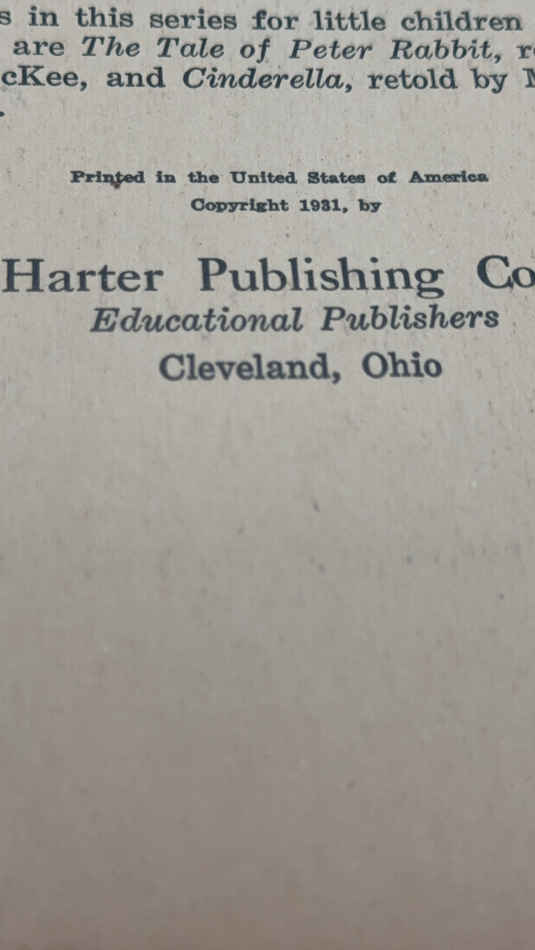 s in this series for little children
are The Tale of Peter Rabbit, r
cKee, and Cinderella, retold by M
.
Printed in the United States of America
Copyright 1931, by
Harter Publishing Co
Educational Publishers
Cleveland, Ohio